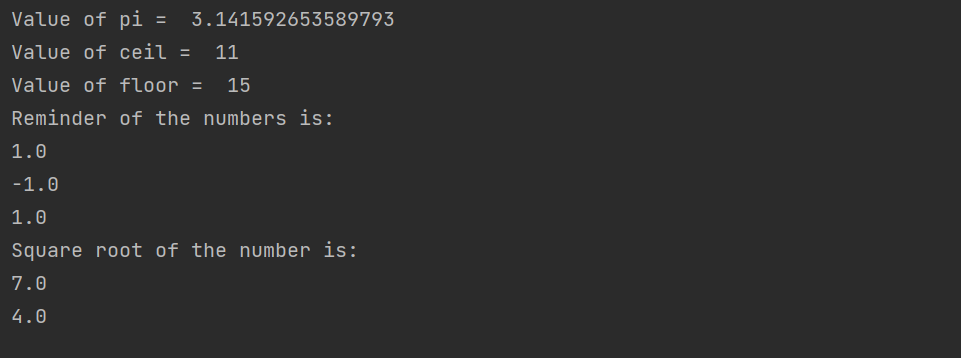 Value of pi =  3.141592653589793
Value of ceil =  11
Value of floor =  15
Reminder of the numbers is:
1.0
-1.0
1.0
Square root of the number is:
7.0
4.0